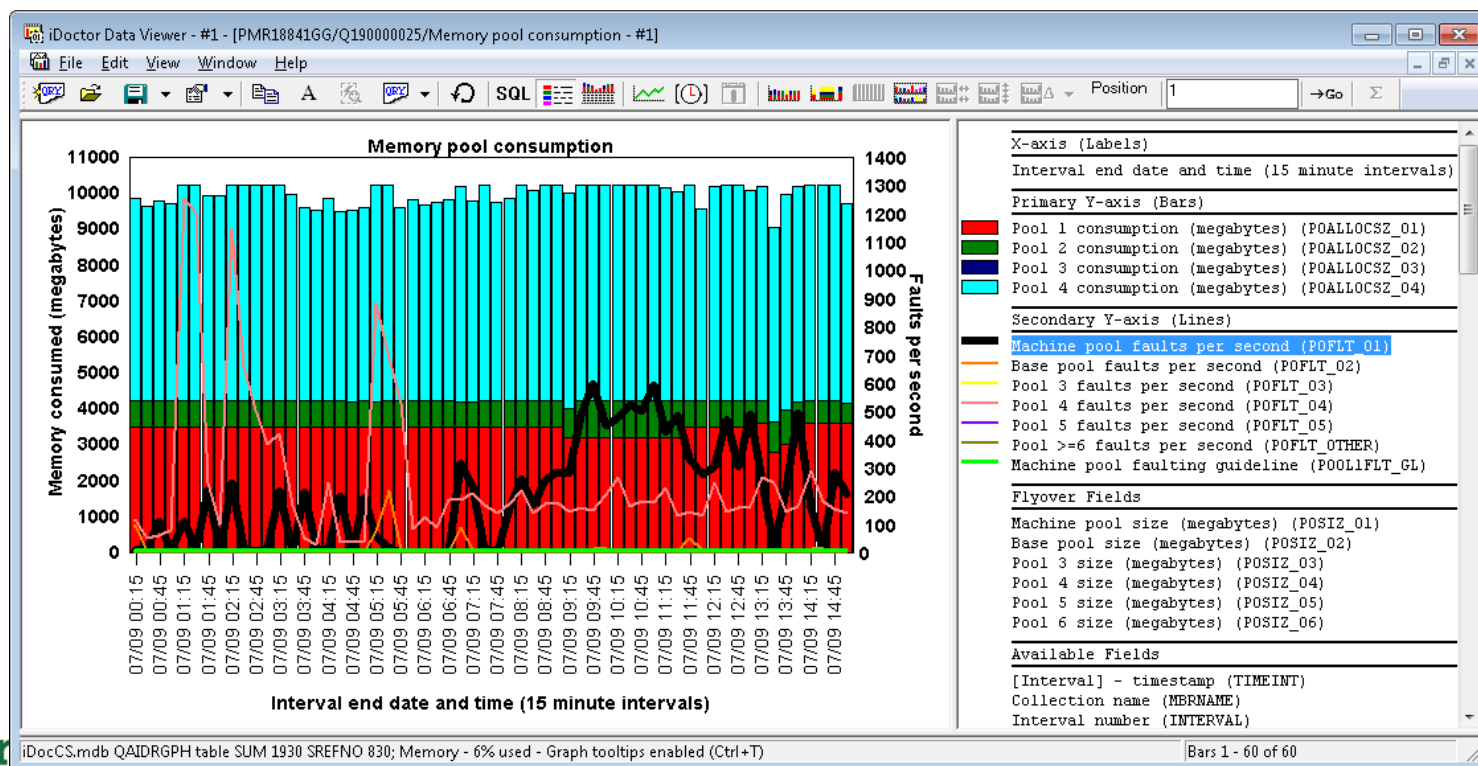 iDoctor Data Viewer - #1 - [PMR18841GG/Q190000025/Memory pool consumption - #1]
File Edit View Window Help
QRY A QRY SQL Position 1 →Go Σ
Memory pool consumption
Memory consumed (megabytes)
11000
10000
9000
8000
7000
6000
5000
4000
3000
2000
1000
0
1400
1300
1200
1100
1000
900
800
700
600
500
400
300
200
100
0
Faults per second
07/09 00:15
07/09 00:45
07/09 01:15
07/09 01:45
07/09 02:15
07/09 02:45
07/09 03:15
07/09 03:45
07/09 04:15
07/09 04:45
07/09 05:15
07/09 05:45
07/09 06:15
07/09 06:45
07/09 07:15
07/09 07:45
07/09 08:15
07/09 08:45
07/09 09:15
07/09 09:45
07/09 10:15
07/09 10:45
07/09 11:15
07/09 11:45
07/09 12:15
07/09 12:45
07/09 13:15
07/09 13:45
07/09 14:15
07/09 14:45
Interval end date and time (15 minute intervals)
X-axis (Labels)
Interval end date and time (15 minute intervals)
Primary Y-axis (Bars)
Pool 1 consumption (megabytes) (POALLOCSZ_01)
Pool 2 consumption (megabytes) (POALLOCSZ_02)
Pool 3 consumption (megabytes) (POALLOCSZ_03)
Pool 4 consumption (megabytes) (POALLOCSZ_04)
Secondary Y-axis (Lines)
Machine pool faults per second (POFLT_01)
Base pool faults per second (POFLT_02)
Pool 3 faults per second (POFLT_03)
Pool 4 faults per second (POFLT_04)
Pool 5 faults per second (POFLT_05)
Pool >=6 faults per second (POFLT_OTHER)
Machine pool faulting guideline (POOL1FLT_GL)
Flyover Fields
Machine pool size (megabytes) (POSIZ_01)
Base pool size (megabytes) (POSIZ_02)
Pool 3 size (megabytes) (POSIZ_03)
Pool 4 size (megabytes) (POSIZ_04)
Pool 5 size (megabytes) (POSIZ_05)
Pool 6 size (megabytes) (POSIZ_06)
Available Fields
[Interval] - timestamp (TIMEINT)
Collection name (MBRNAME)
Interval number (INTERVAL)
iDocCS.mdb QAIDRGPH table SUM 1930 SREFNO 830; Memory - 6% used - Graph tooltips enabled (Ctrl+T)
Bars 1 - 60 of 60